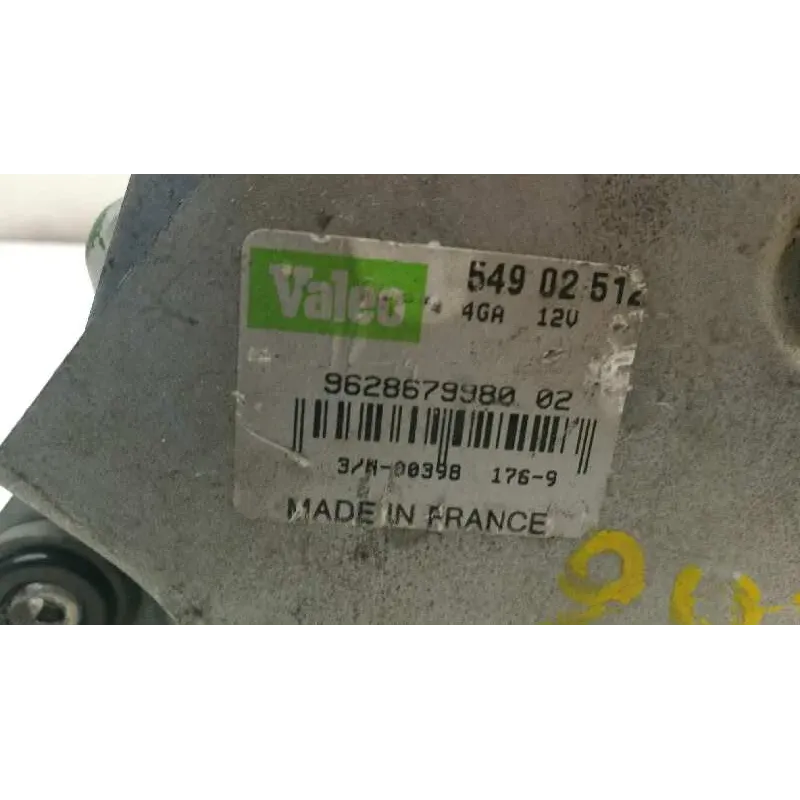 Valeo 549 02 512
4GA 12V
9628679980 02
3/N-00398 176-9
MADE IN FRANCE